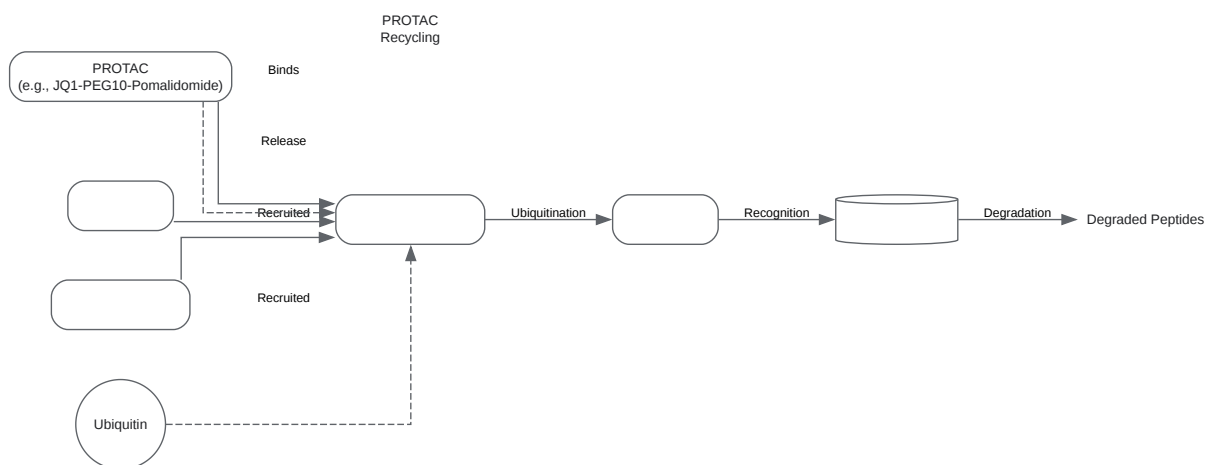 PROTAC
Recycling
PROTAC
(e.g., JQ1-PEG10-Pomalidomide)
Binds
Release
Recruited
Ubiquitination
Recognition
Degradation
Degraded Peptides
Recruited
Ubiquitin